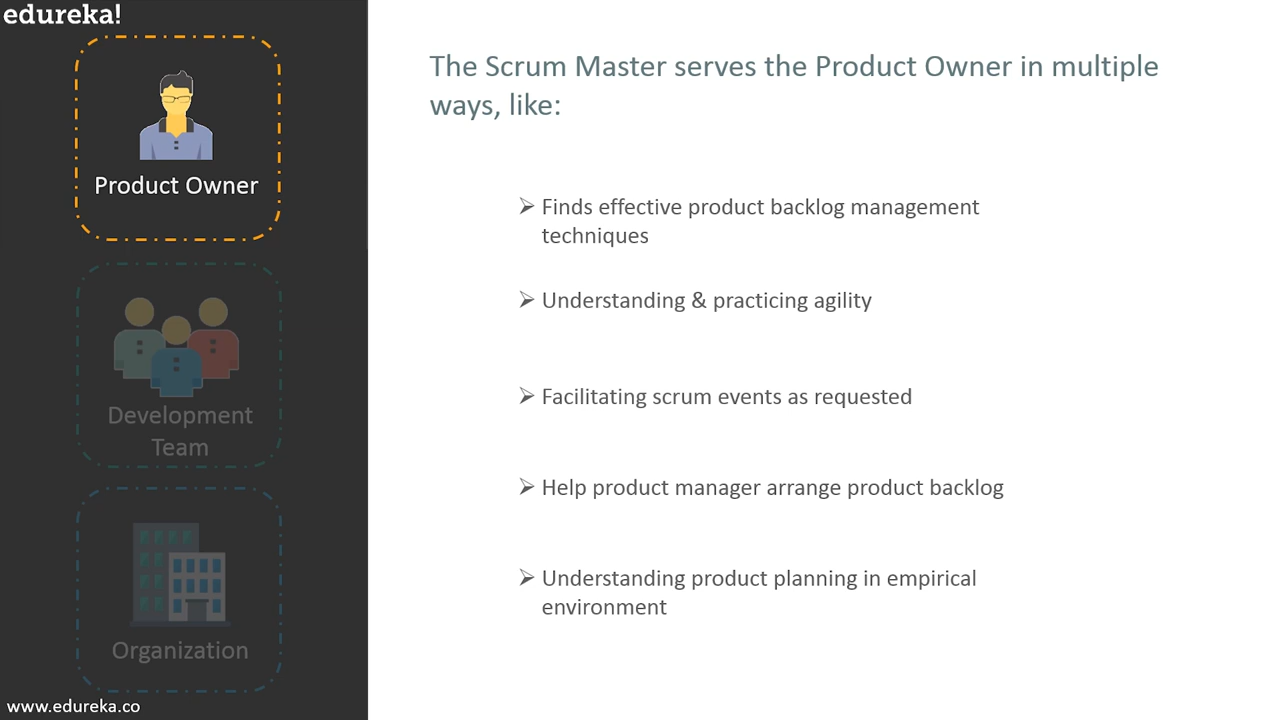 edureka!
Product Owner
Development
Team
Organization
www.edureka.co
The Scrum Master serves the Product Owner in multiple
ways, like:
➢ Finds effective product backlog management
techniques
➢ Understanding & practicing agility
➢ Facilitating scrum events as requested
➢ Help product manager arrange product backlog
➢ Understanding product planning in empirical
environment